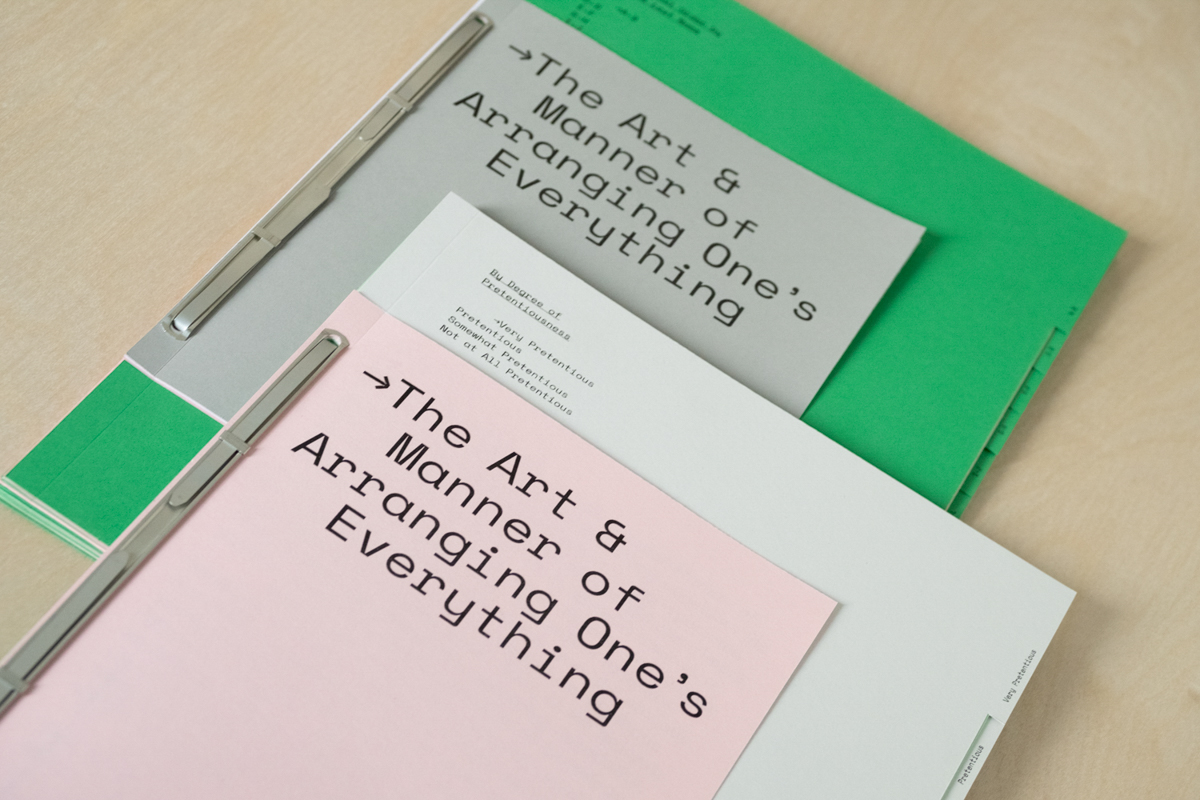 →The Art &
Manner of
Arranging One's
Everything
By Degree of
Pretentiousness
→Very Pretentious
Pretentious
Somewhat Pretentious
Not at All Pretentious
→The Art &
Manner of
Arranging One's
Everything
Very Pretentious
Pretentious